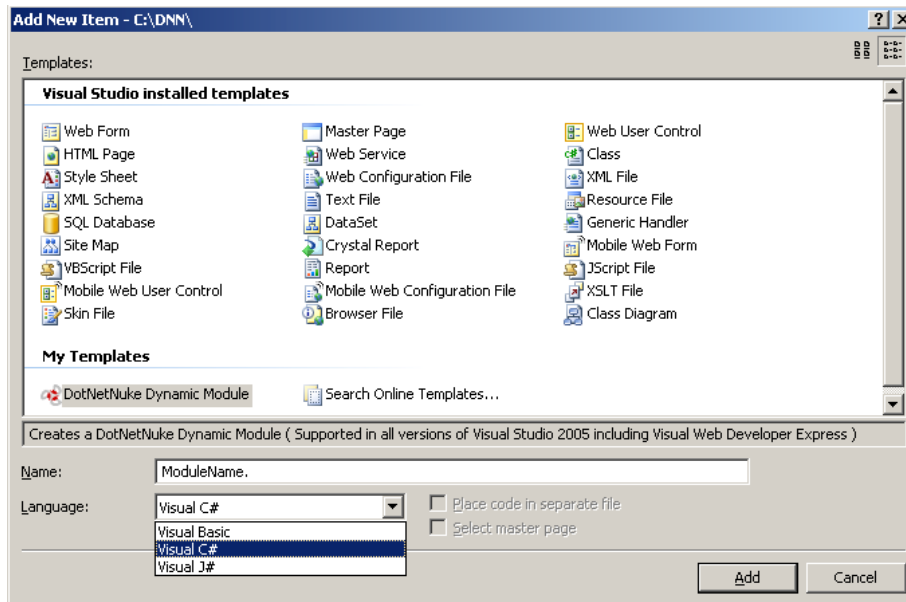 Add New Item - C:\DNN\
Templates:
Visual Studio installed templates
Web Form Master Page Web User Control
HTML Page Web Service Class
Style Sheet Web Configuration File XML File
XML Schema Text File Resource File
SQL Database DataSet Generic Handler
Site Map Crystal Report Mobile Web Form
VBScript File Report JScript File
Mobile Web User Control Mobile Web Configuration File XSLT File
Skin File Browser File Class Diagram
My Templates
DotNetNuke Dynamic Module Search Online Templates...
Creates a DotNetNuke Dynamic Module ( Supported in all versions of Visual Studio 2005 including Visual Web Developer Express )
Name: ModuleName.
Language: Visual C# Place code in separate file
Visual Basic Select master page
Visual C#
Visual J#
Add Cancel